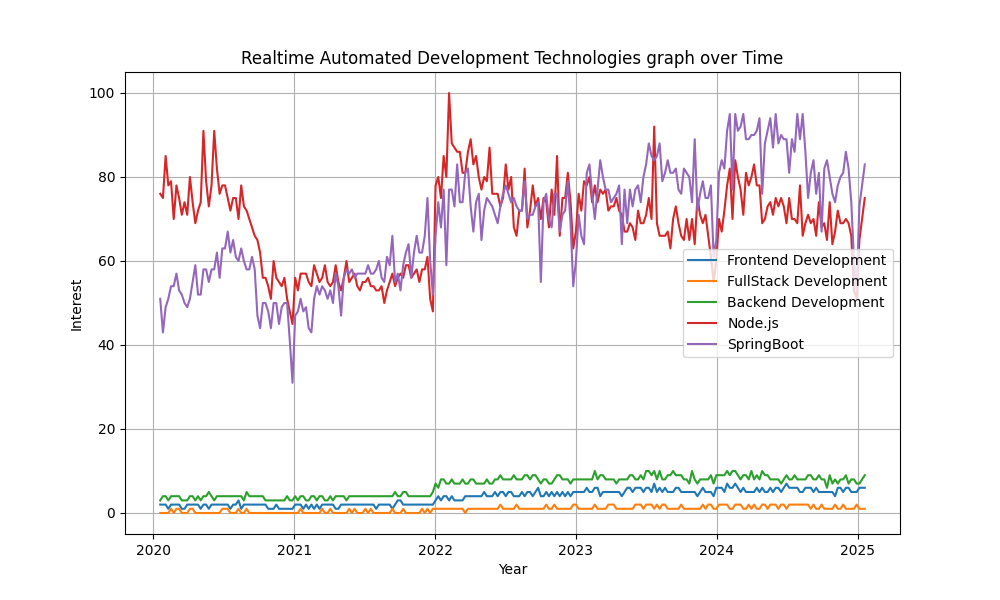 Realtime Automated Development Technologies graph over Time
100
80
60
40
20
0
Interest
Frontend Development
FullStack Development
Backend Development
Node.js
SpringBoot
2020
2021
2022
2023
2024
2025
Year